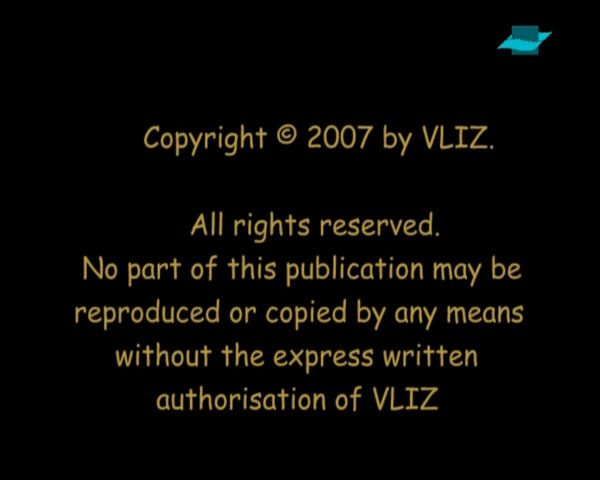 Copyright © 2007 by VLIZ.
All rights reserved.
No part of this publication may be
reproduced or copied by any means
without the express written
authorisation of VLIZ